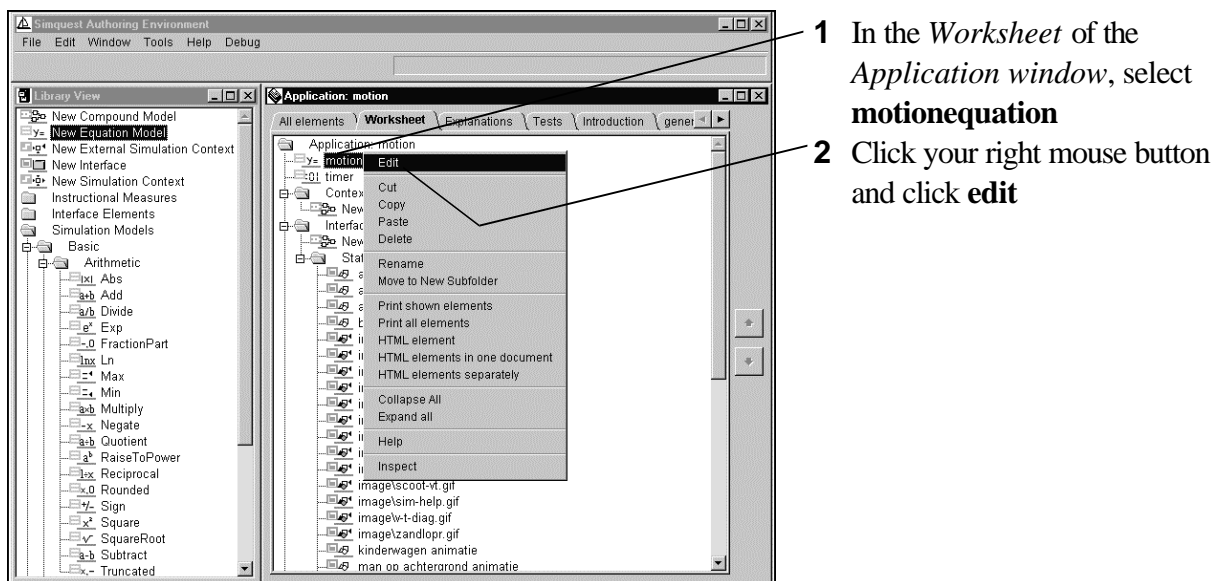 Simquest Authoring Environment
File Edit Window Tools Help Debug
Library View
New Compound Model
New Equation Model
New External Simulation Context
New Interface
New Simulation Context
Instructional Measures
Interface Elements
Simulation Models
Basic
Arithmetic
|x| Abs
a+b Add
a/b Divide
eˣ Exp
FractionPart
lnx Ln
Max
Min
a×b Multiply
-x Negate
a÷b Quotient
aᵇ RaiseToPower
1÷x Reciprocal
x,0 Rounded
+/- Sign
x² Square
√ SquareRoot
a-b Subtract
x,- Truncated
Application: motion
All elements Worksheet Explanations Tests Introduction gener
Application: motion
y= motion
timer
Contex
New
Interfac
New
Stat
image\scoot-vt.gif
image\sim-help.gif
image\v-t-diag.gif
image\zandlopr.gif
kinderwagen animatie
man op achtergrond animatie
Edit
Cut
Copy
Paste
Delete
Rename
Move to New Subfolder
Print shown elements
Print all elements
HTML element
HTML elements in one document
HTML elements separately
Collapse All
Expand all
Help
Inspect
1 In the Worksheet of the
Application window, select
motionequation
2 Click your right mouse button
and click edit